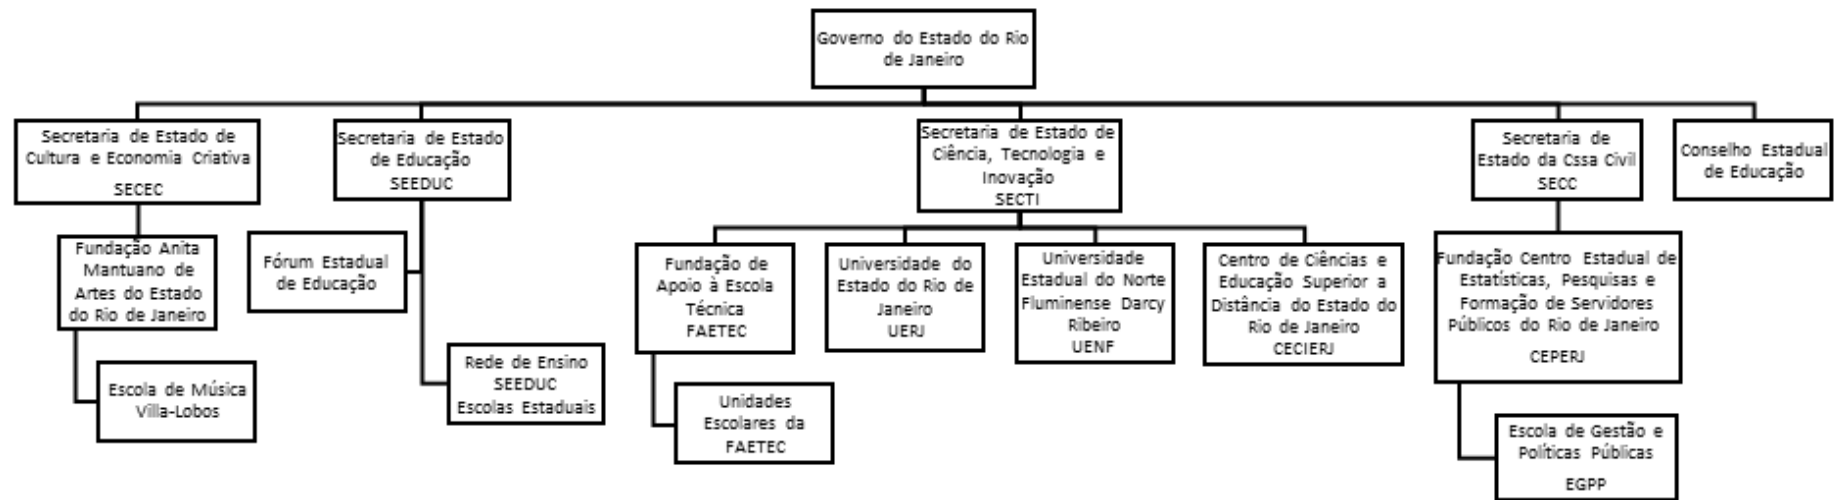 Governo do Estado do Rio
de Janeiro
Secretaria de Estado de
Cultura e Economia Criativa
SECEC
Secretaria de Estado
de Educação
SEEDUC
Secretaria de Estado de
Ciência, Tecnologia e
Inovação
SECTI
Secretaria de
Estado da Cssa Civil
SECC
Conselho Estadual
de Educação
Fundação Anita
Mantuano de
Artes do Estado
do Rio de Janeiro
Fórum Estadual
de Educação
Fundação de
Apoio à Escola
Técnica
FAETEC
Universidade do
Estado do Rio de
Janeiro
UERJ
Universidade
Estadual do Norte
Fluminense Darcy
Ribeiro
UENF
Centro de Ciências e
Educação Superior a
Distância do Estado do
Rio de Janeiro
CECIERJ
Fundação Centro Estadual de
Estatísticas, Pesquisas e
Formação de Servidores
Públicos do Rio de Janeiro
CEPERJ
Escola de Música
Villa-Lobos
Rede de Ensino
SEEDUC
Escolas Estaduais
Unidades
Escolares da
FAETEC
Escola de Gestão e
Políticas Públicas
EGPP